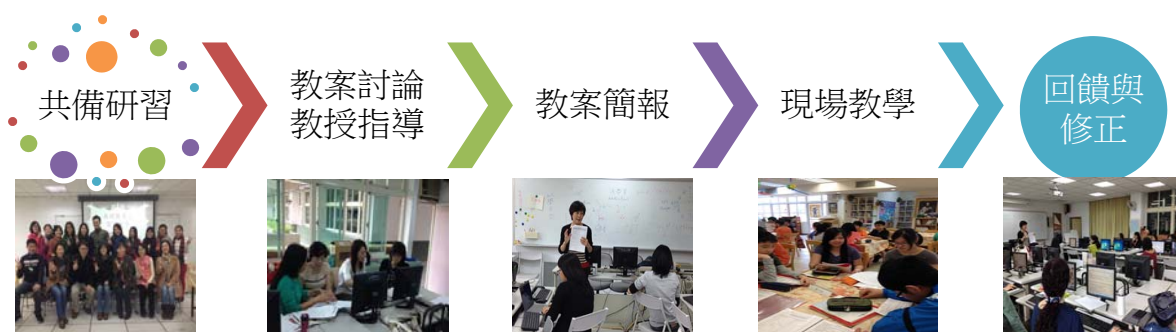 共備研習
教案討論
教授指導
教案簡報
現場教學
回饋與
修正